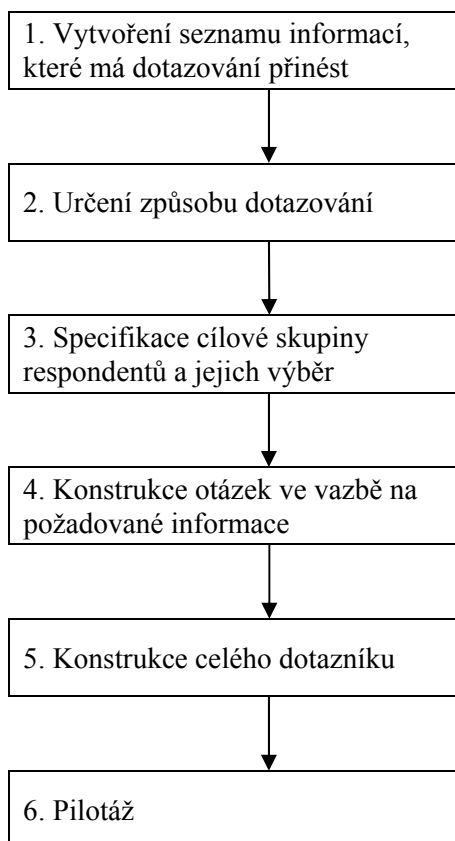 1. Vytvoření seznamu informací,
které má dotazování přinést
2. Určení způsobu dotazování
3. Specifikace cílové skupiny
respondentů a jejich výběr
4. Konstrukce otázek ve vazbě na
požadované informace
5. Konstrukce celého dotazníku
6. Pilotáž